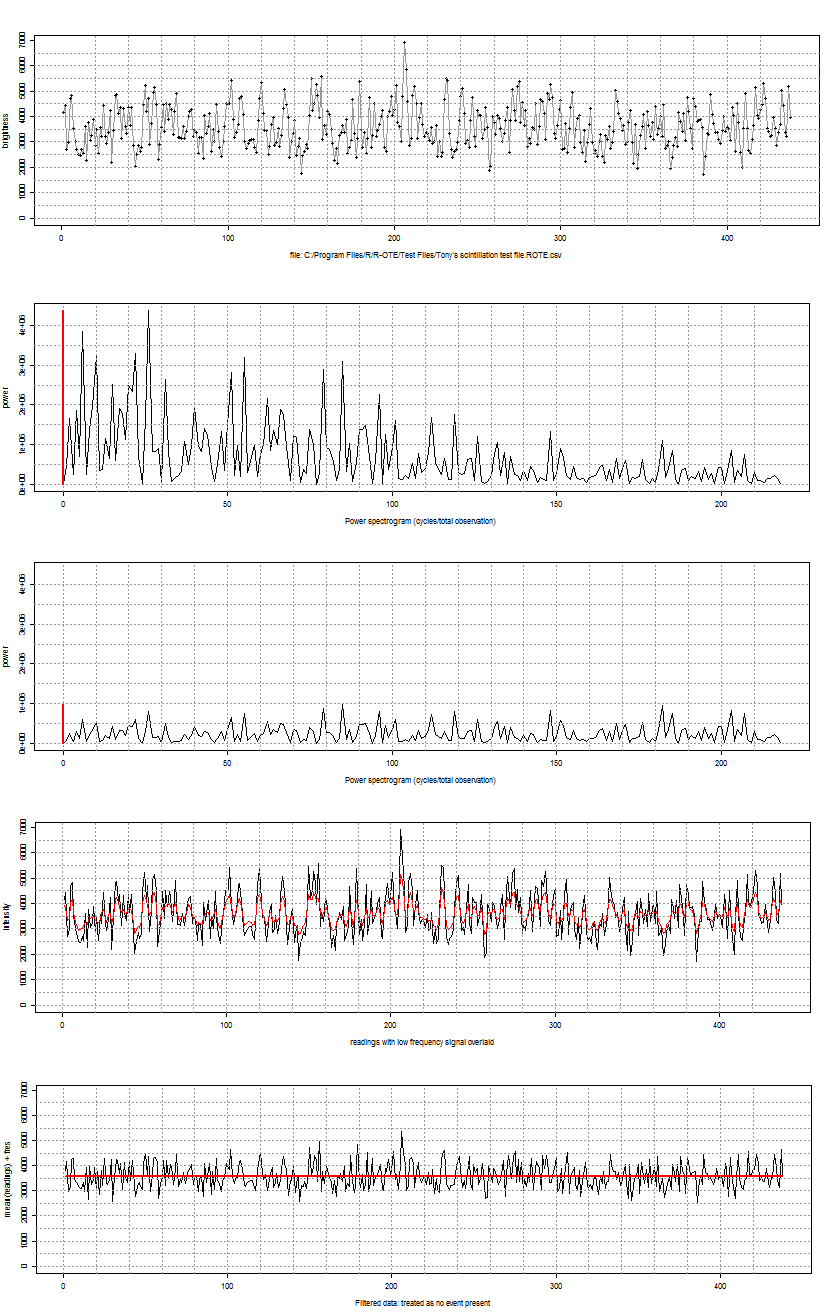 7000
6000
5000
4000
3000
2000
1000
0
brightness
0 100 200 300 400
file: C:/Program Files/R/R-OTE/Test Files/Tony's scintillation test file.ROTE.csv
4e+06
3e+06
2e+06
1e+06
0e+00
power
0 50 100 150 200
Power spectrogram (cycles/total observation)
4e+06
3e+06
2e+06
1e+06
0e+00
power
0 50 100 150 200
Power spectrogram (cycles/total observation)
7000
6000
5000
4000
3000
2000
1000
0
intensity
0 100 200 300 400
readings with low frequency signal overlaid
7000
6000
5000
4000
3000
2000
1000
0
mean(readings) + fres
0 100 200 300 400
Filtered data: treated as no event present